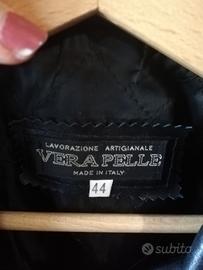 LAVORAZIONE ARTIGIANALE
VERA PELLE
MADE IN ITALY
44
subito